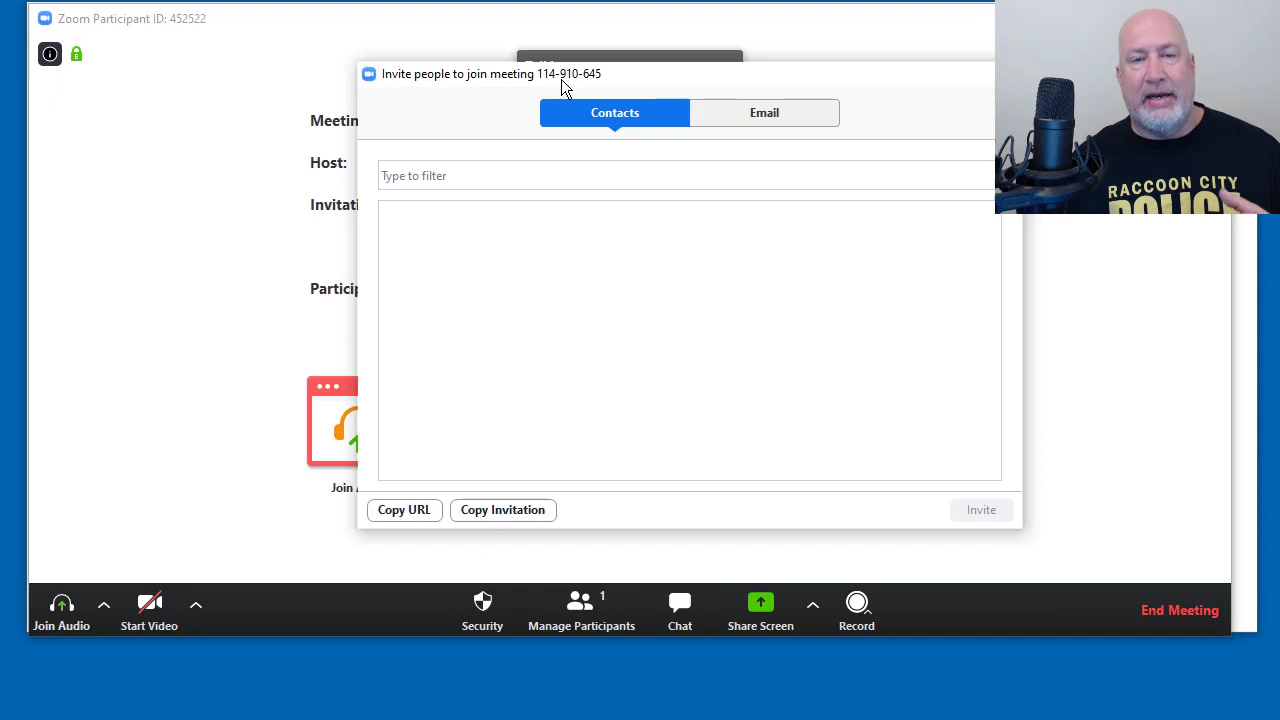 Zoom Participant ID: 452522
Invite people to join meeting 114-910-645
Contacts
Email
Meetin
Host:
Type to filter
Invitati
Particip
Join
Copy URL
Copy Invitation
Invite
RACCOON CITY
POLICE
Join Audio
Start Video
1
Security
Manage Participants
Chat
Share Screen
Record
End Meeting